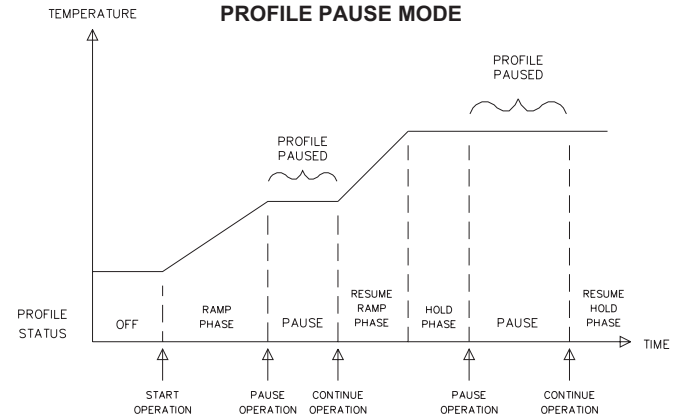 PROFILE PAUSE MODE
TEMPERATURE
PROFILE
PAUSED
PROFILE
PAUSED
PROFILE
STATUS
OFF
RAMP
PHASE
PAUSE
RESUME
RAMP
PHASE
HOLD
PHASE
PAUSE
RESUME
HOLD
PHASE
TIME
START
OPERATION
PAUSE
OPERATION
CONTINUE
OPERATION
PAUSE
OPERATION
CONTINUE
OPERATION